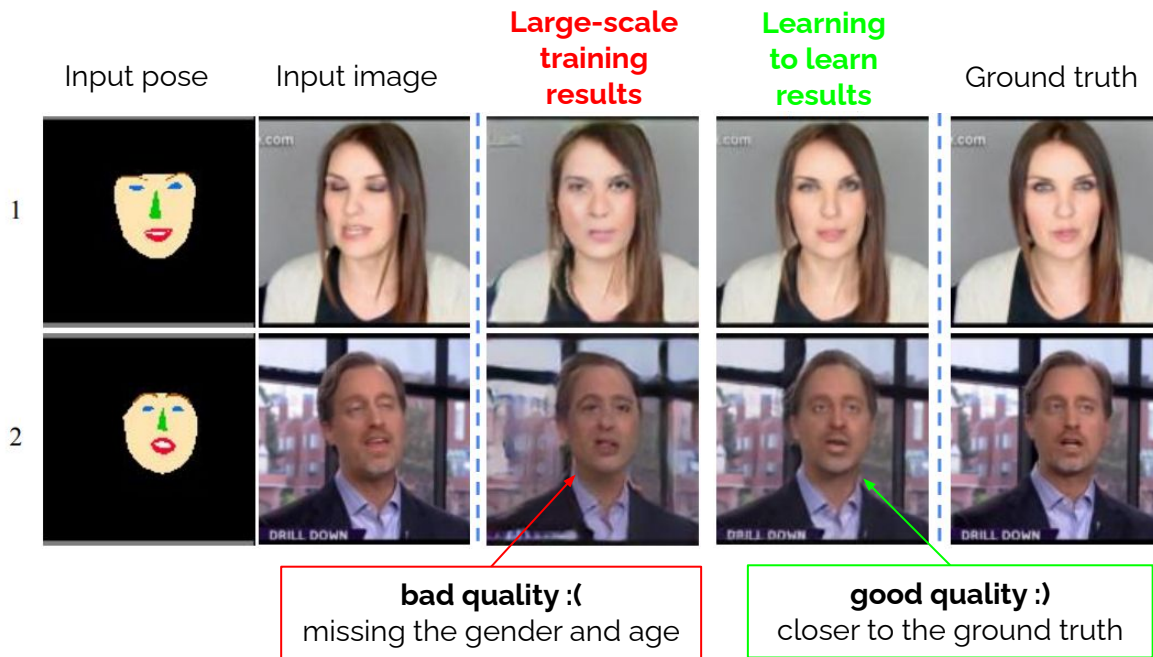 Large-scale
training
results
Learning
to learn
results
Input pose
Input image
Ground truth
1
.com
.com
.com
2
DRILL DOWN
DRILL DOWN
DRILL DOWN
bad quality :(
missing the gender and age
good quality :)
closer to the ground truth